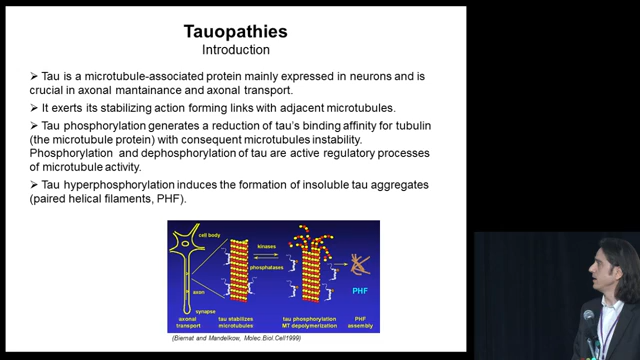 Tauopathies
Introduction
➢ Tau is a microtubule-associated protein mainly expressed in neurons and is
crucial in axonal mantainance and axonal transport.
➢ It exerts its stabilizing action forming links with adjacent microtubules.
➢ Tau phosphorylation generates a reduction of tau's binding affinity for tubulin
(the microtubule protein) with consequent microtubules instability.
Phosphorylation and dephosphorylation of tau are active regulatory processes
of microtubule activity.
➢ Tau hyperphosphorylation induces the formation of insoluble tau aggregates
(paired helical filaments, PHF).
cell body
kinases
phosphatases
axon
PHF
synapse
axonal
transport
tau stabilizes
microtubules
tau phosphorylation
MT depolymerization
PHF
assembly
(Biernat and Mandelkow, Molec.Biol.Cell1999)